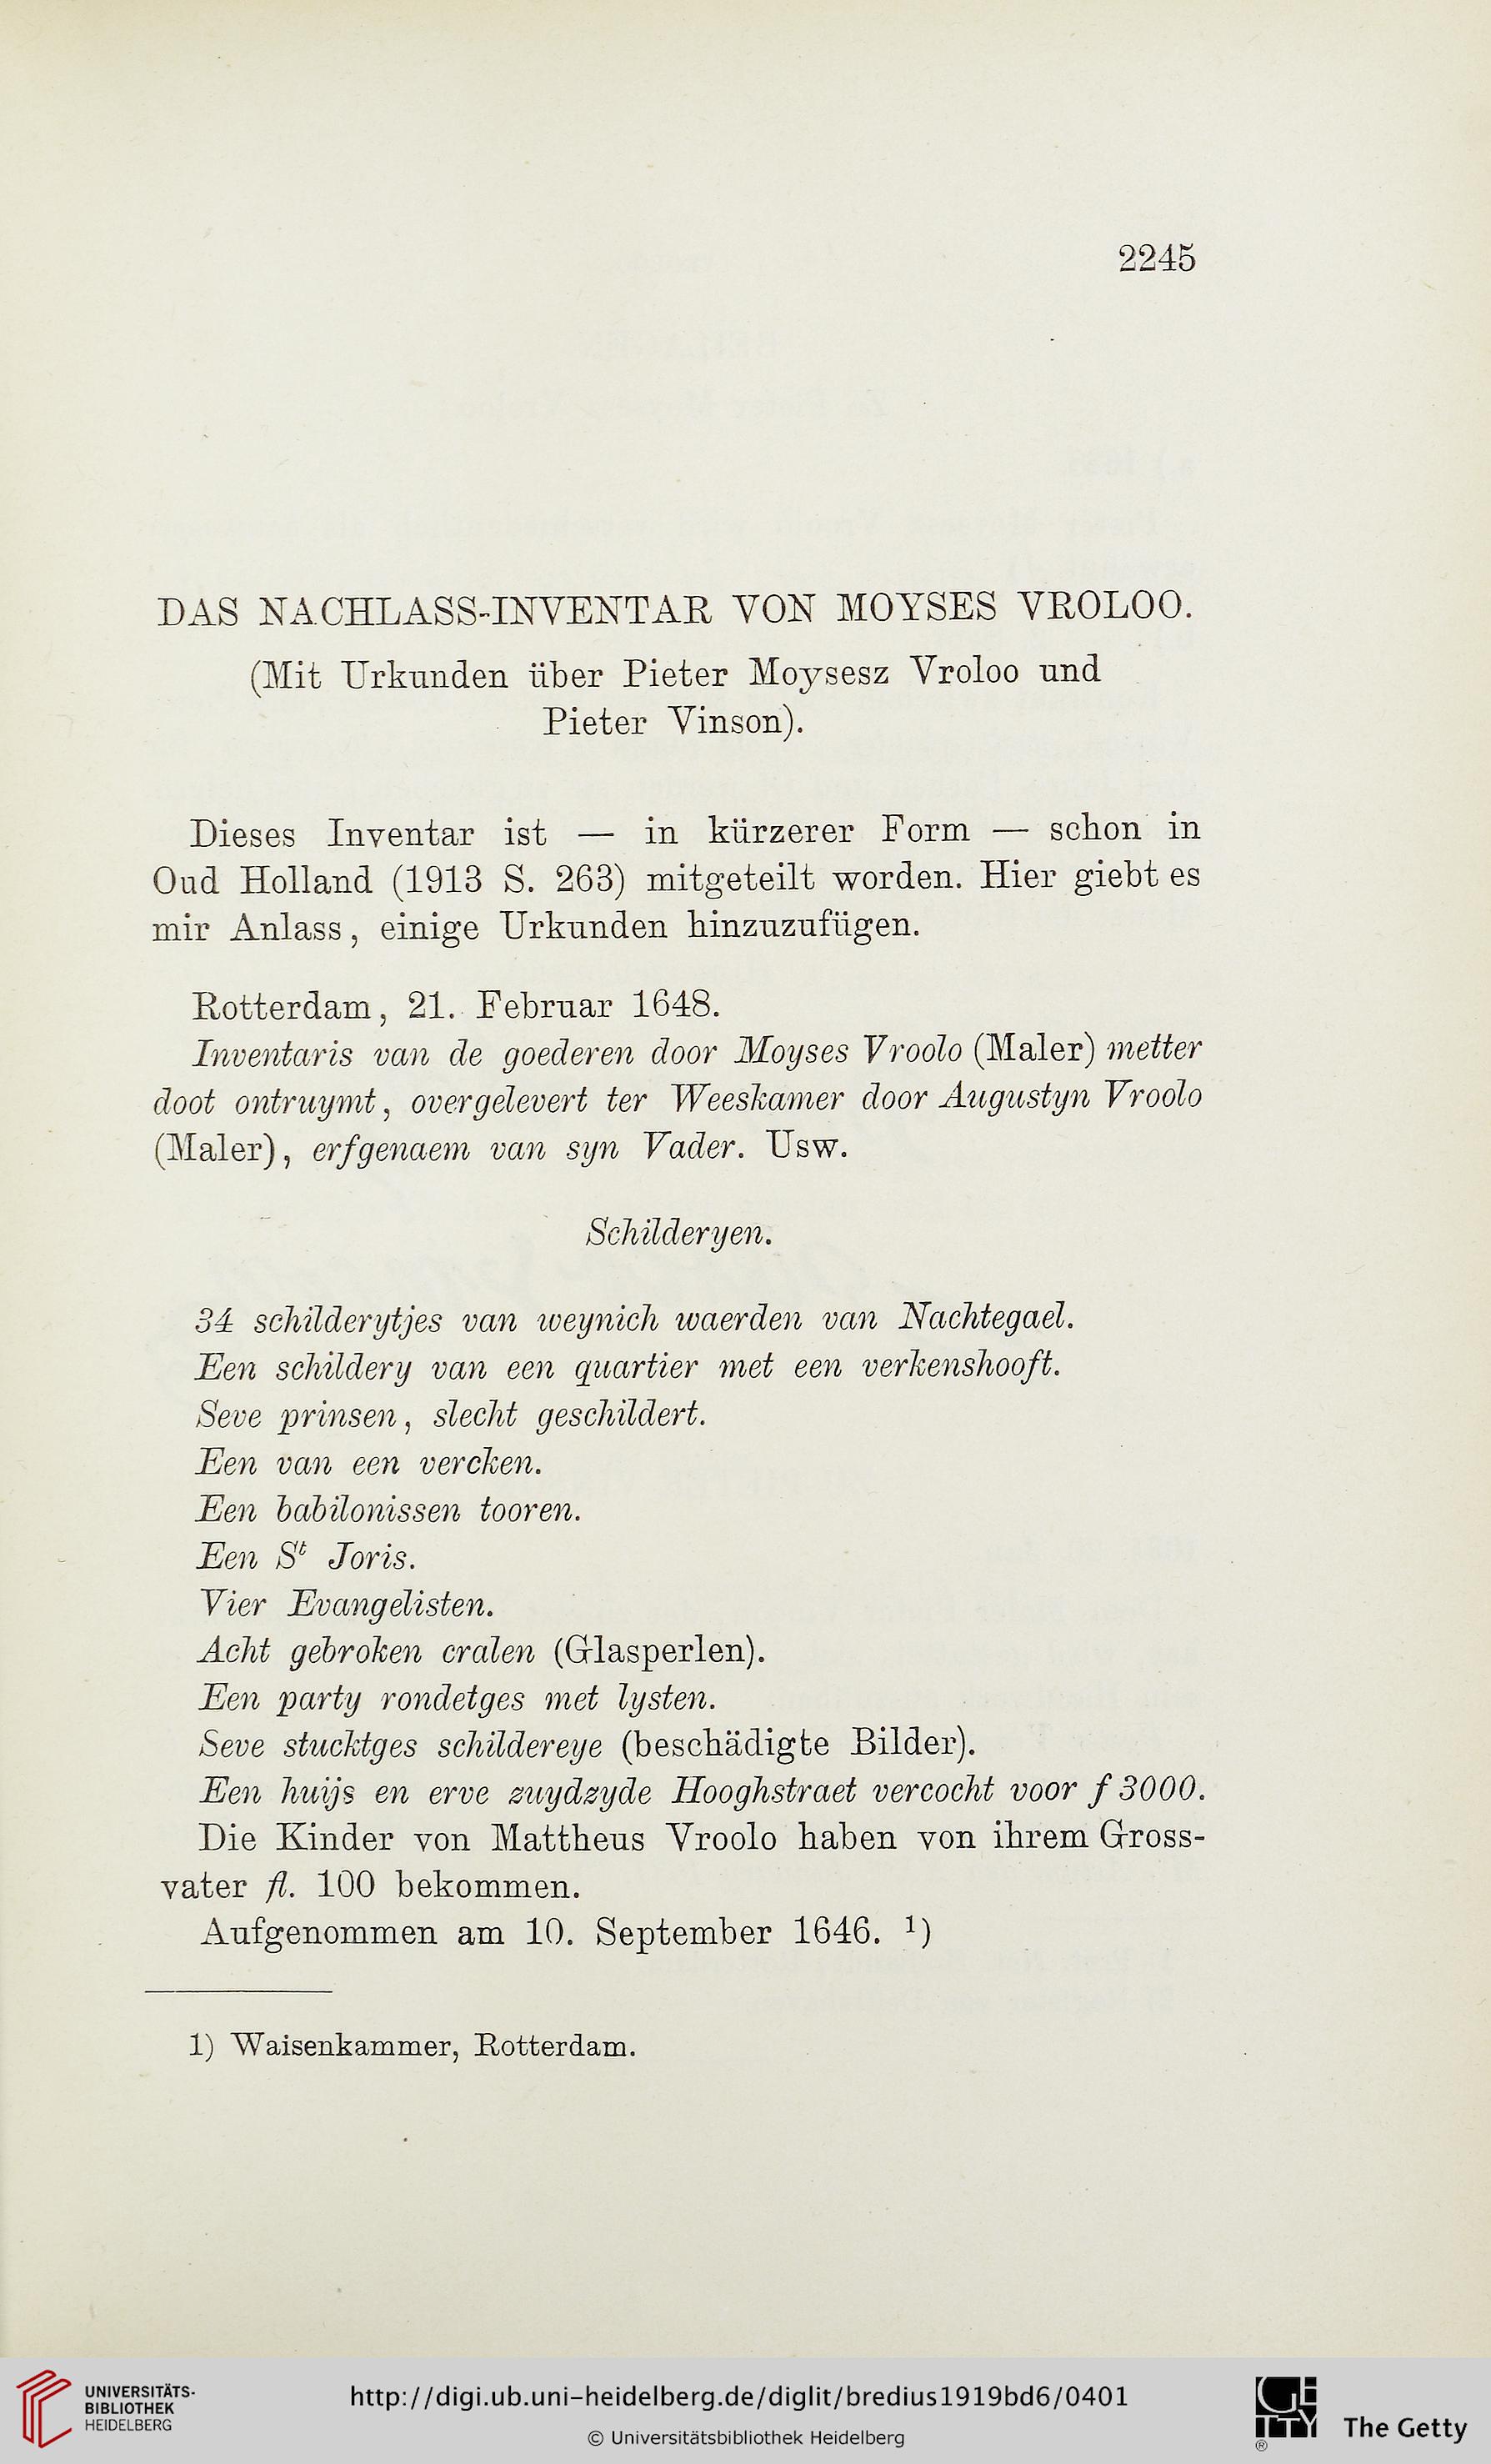 2245
DAS NACHLASS-INVENTAR VON MOYSES VROLOO.
(Mit Urkunden über Pieter Moysesz Vroloo und
Pieter Vinson).
Dieses Inventar ist — in kürzerer Form — schon in
Oud Holland (1913 S. 263) mitgeteilt worden. Hier giebt es
mir Anlass, einige Urkunden hinzuzufügen.
Rotterdam, 21. Februar 1648.
Inventaris van de goederen door Moyses Vroolo (Maler) metter
doot ontruymt, overgelevert ter Weeskamer door Augustyn Vroolo
(Maler), erfgenaem van syn Vader. Usw.
Schilderyen.
34 schilderytjes van weynich waerden van Nachtegael.
Een schildery van een quartier met een verkenshooft.
Seve prinsen, slecht geschildert.
Een van een vercken.
Een babilonissen tooren.
Een St Joris.
Vier Evangelisten.
Acht gebroken cralen (Glasperlen).
Een party rondetges met lysten.
Seve stucktges schildereye (beschädigte Bilder).
Een huijs en erve zuydzyde Hooghstraet vercocht voor f 3000.
Die Kinder von Mattheus Vroolo haben von ihrem Gross-
vater fl. 100 bekommen.
Aufgenommen am 10. September 1646. 1)
1) Waisenkammer, Rotterdam.
UNIVERSITÄTS-
BIBLIOTHEK
HEIDELBERG
http://digi.ub.uni-heidelberg.de/diglit/bredius1919bd6/0401
© Universitätsbibliothek Heidelberg
GETTY
®
The Getty